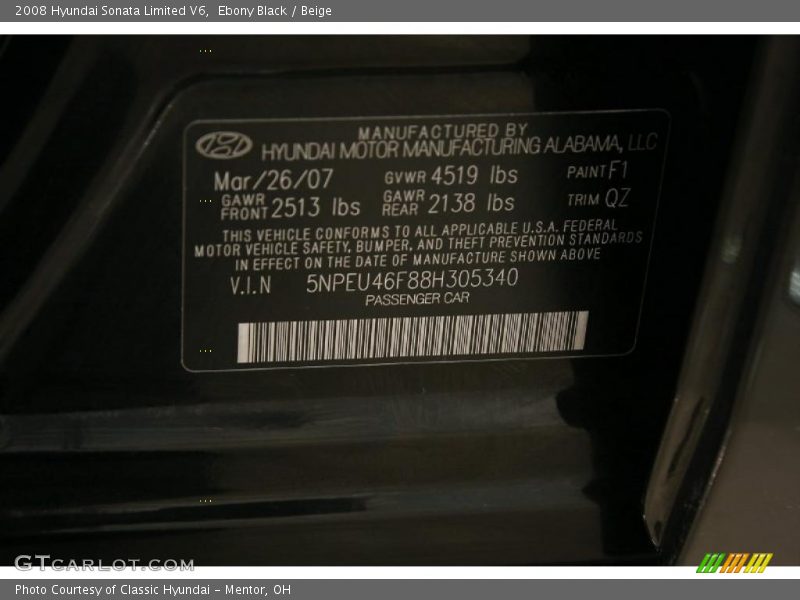 2008 Hyundai Sonata Limited V6, Ebony Black / Beige
MANUFACTURED BY
HYUNDAI MOTOR MANUFACTURING ALABAMA, LLC
Mar/26/07 GVWR 4519 lbs PAINT F1
GAWR FRONT 2513 lbs GAWR REAR 2138 lbs TRIM QZ
THIS VEHICLE CONFORMS TO ALL APPLICABLE U.S.A. FEDERAL
MOTOR VEHICLE SAFETY, BUMPER, AND THEFT PREVENTION STANDARDS
IN EFFECT ON THE DATE OF MANUFACTURE SHOWN ABOVE
V.I.N 5NPEU46F88H305340
PASSENGER CAR
GTCARLOT.COM
Photo Courtesy of Classic Hyundai - Mentor, OH